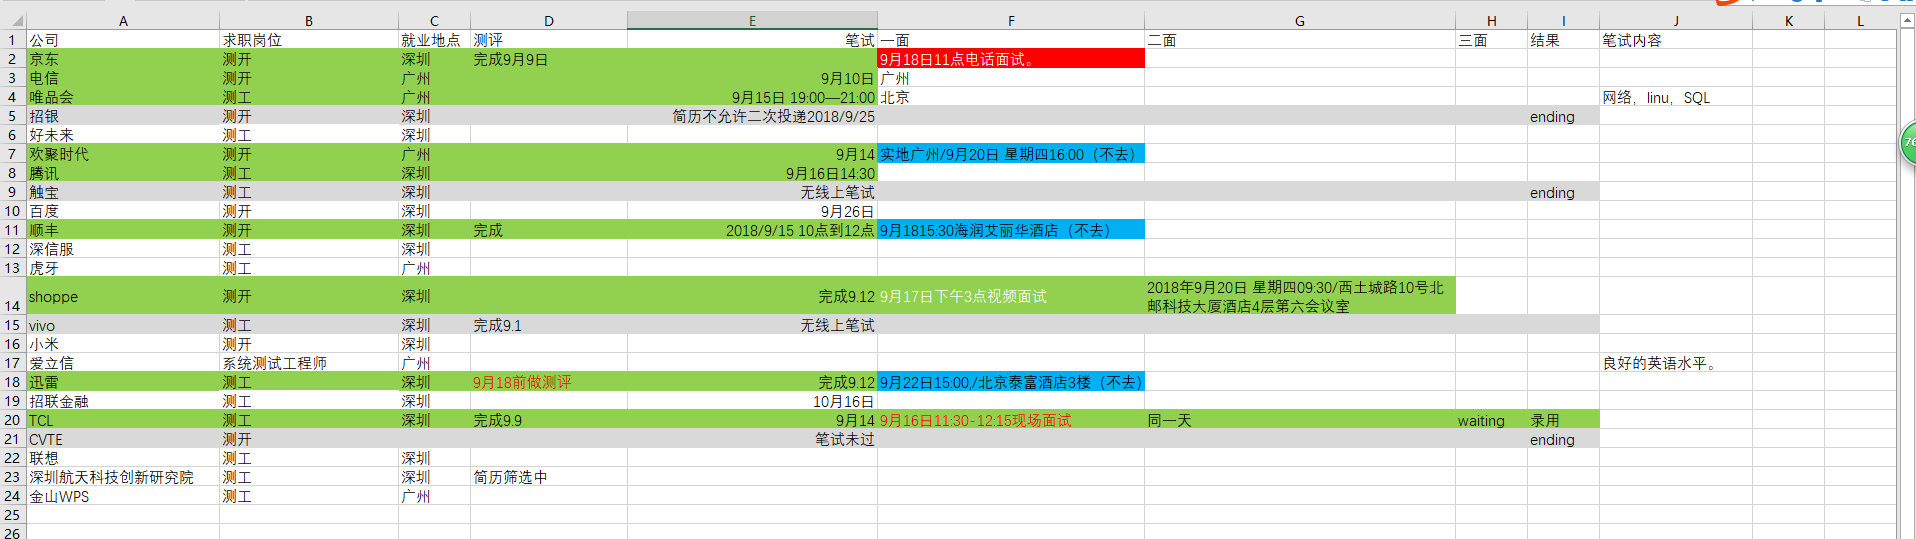 A B C D E F G H I J K L
1 公司 求职岗位 就业地点 测评 笔试 一面 二面 三面 结果 笔试内容
2 京东 测开 深圳 完成9月9日 9月18日11点电话面试。
3 电信 测开 广州 9月10日 广州
4 唯品会 测工 广州 9月15日 19:00—21:00 北京 网络，linu，SQL
5 招银 测开 深圳 简历不允许二次投递2018/9/25 ending
6 好未来 测工 深圳
7 欢聚时代 测开 广州 9月14 实地广州/9月20日 星期四16:00（不去）
8 腾讯 测工 深圳 9月16日14:30
9 触宝 测工 深圳 无线上笔试 ending
10 百度 测开 深圳 9月26日
11 顺丰 测开 深圳 完成 2018/9/15 10点到12点 9月1815:30海润艾丽华酒店（不去）
12 深信服 测工 深圳
13 虎牙 测工 广州
14 shoppe 测开 深圳 完成9.12 9月17日下午3点视频面试 2018年9月20日 星期四09:30/西土城路10号北
邮科技大厦酒店4层第六会议室
15 vivo 测工 深圳 完成9.1 无线上笔试
16 小米 测开 深圳
17 爱立信 系统测试工程师 广州 良好的英语水平。
18 迅雷 测工 深圳 9月18前做测评 完成9.12 9月22日15:00,/北京泰富酒店3楼（不去）
19 招联金融 测工 深圳 10月16日
20 TCL 测工 深圳 完成9.9 9月14 9月16日11:30-12:15现场面试 同一天 waiting 录用
21 CVTE 测开 笔试未过 ending
22 联想 测工 深圳
23 深圳航天科技创新研究院 测工 深圳 简历筛选中
24 金山WPS 测工 广州
25
26